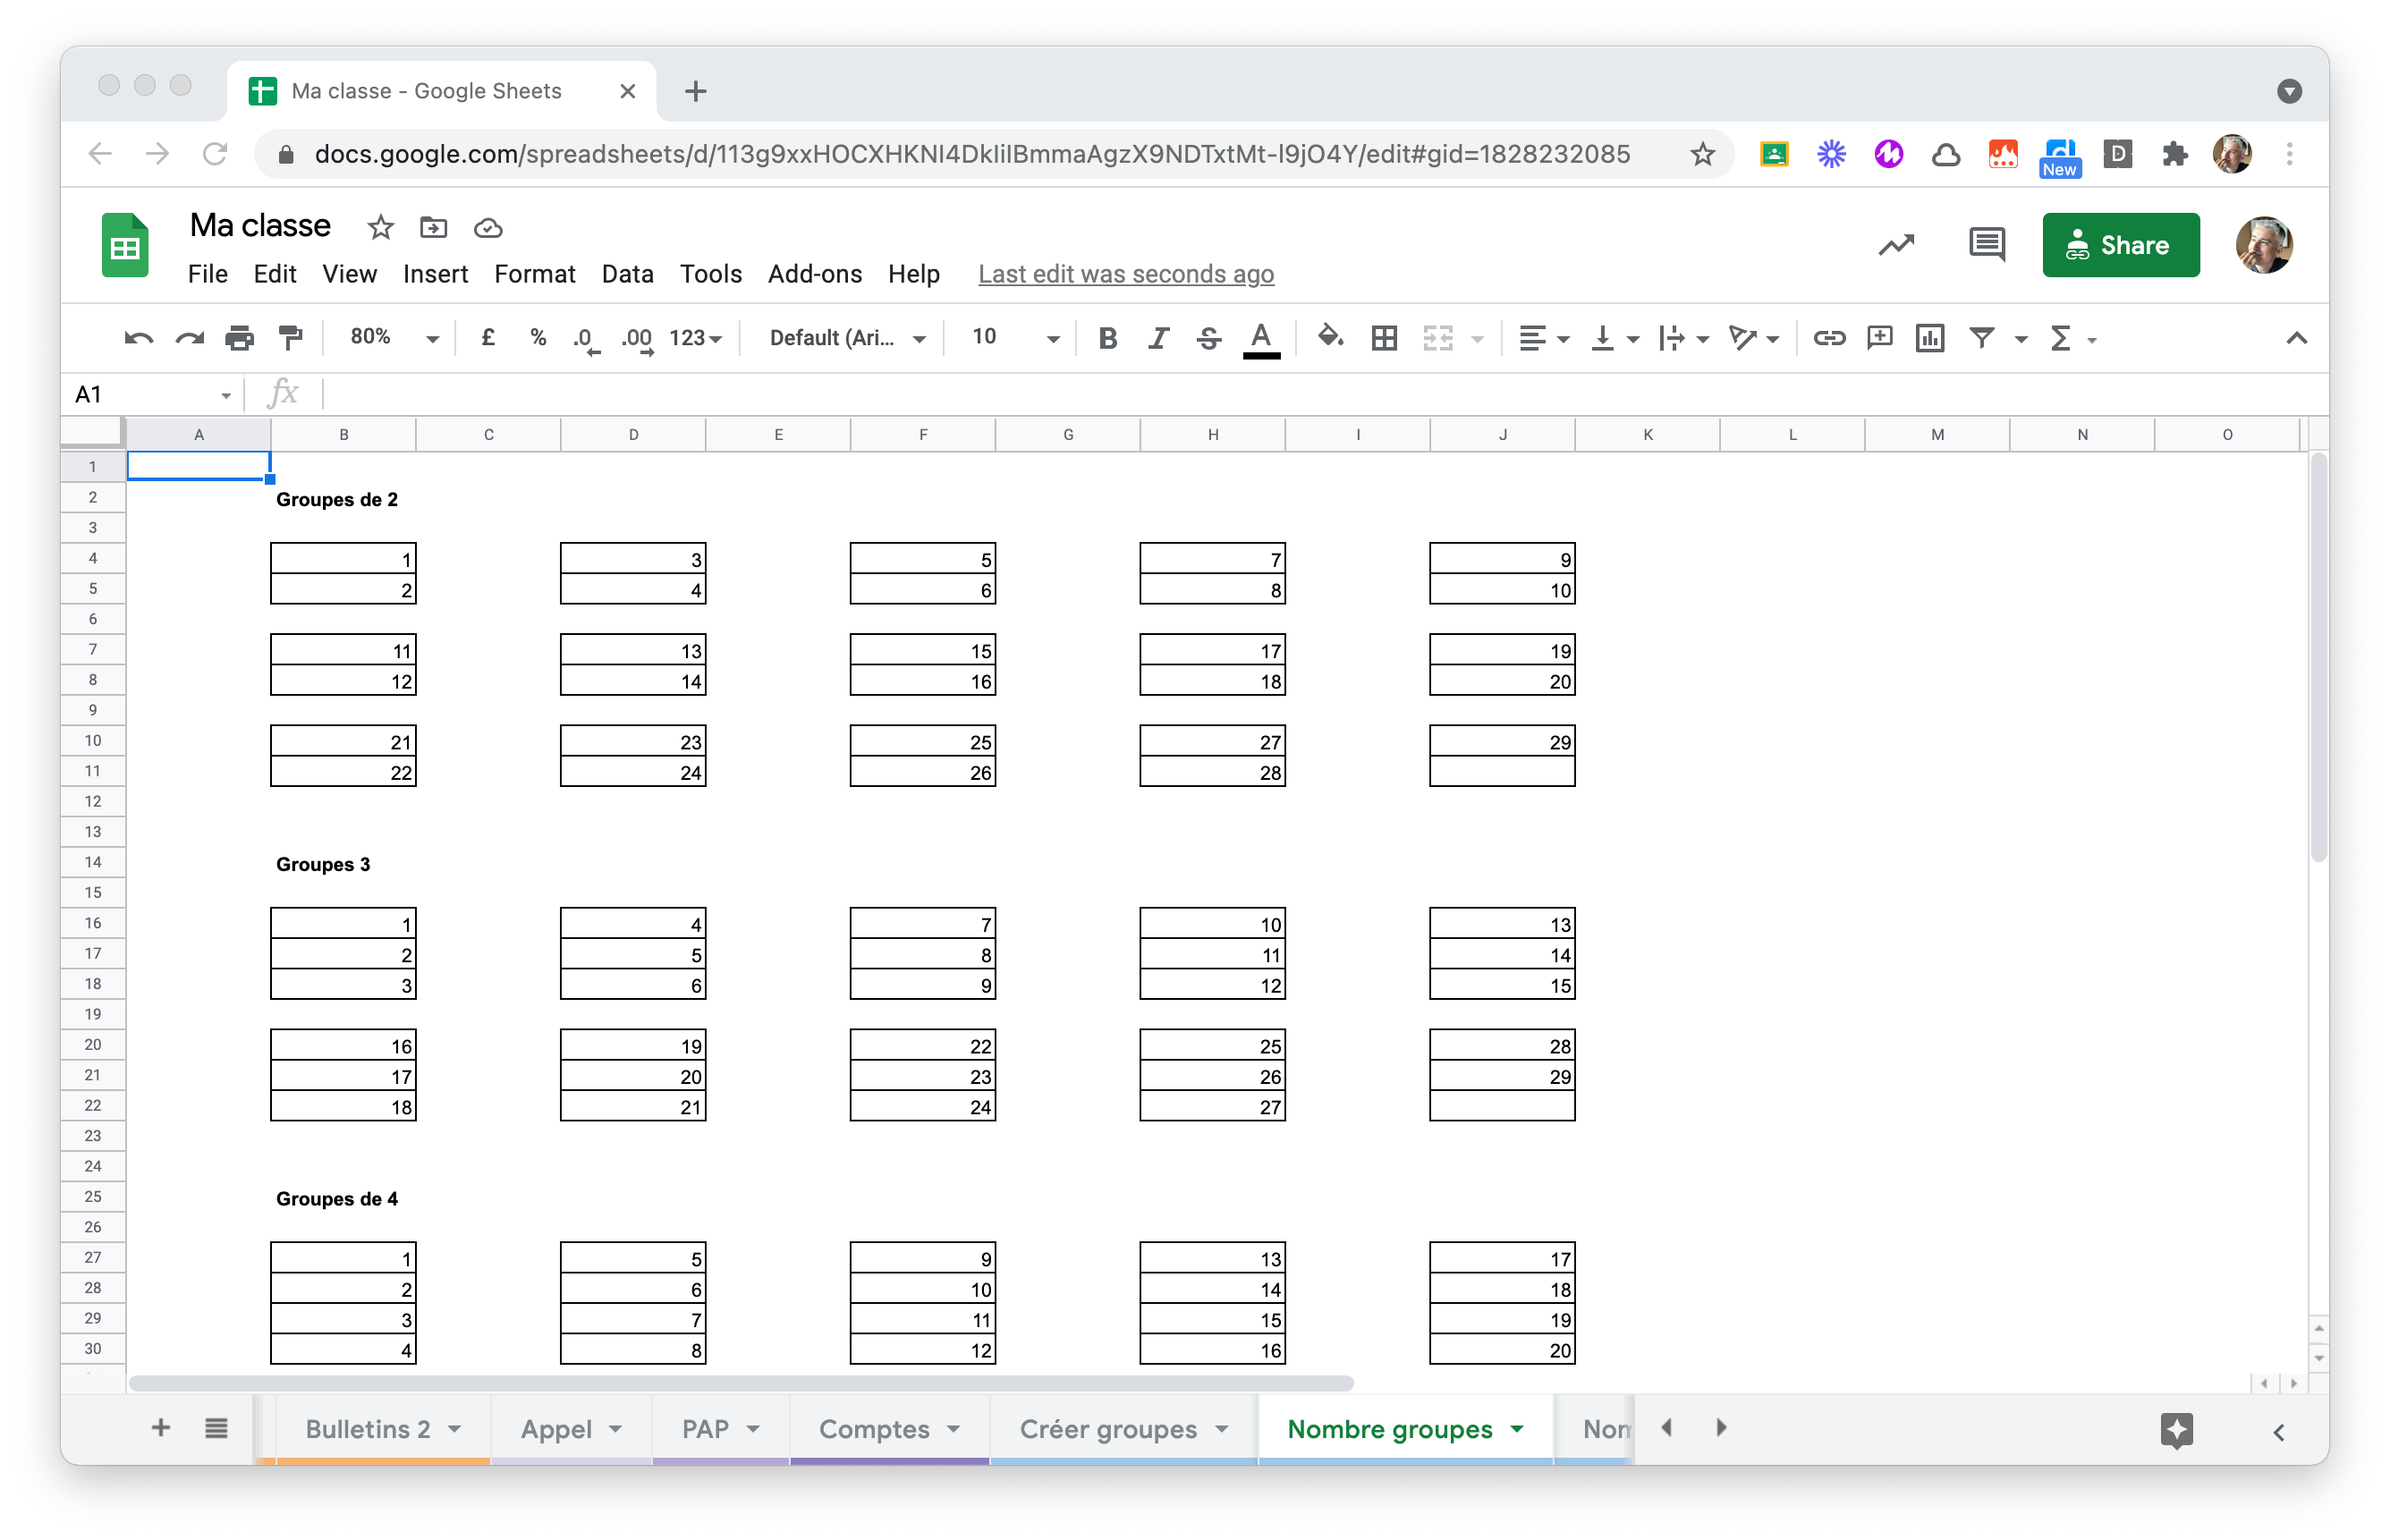 Ma classe - Google Sheets
docs.google.com/spreadsheets/d/113g9xxHOCXHKNI4DkIiIBmmaAgzX9NDTxtMt-I9jO4Y/edit#gid=1828232085
New
D
Ma classe
File Edit View Insert Format Data Tools Add-ons Help Last edit was seconds ago
Share
80% £ % .0 .00 123 Default (Ari... 10 B I S A
A1 fx
A B C D E F G H I J K L M N O
1
2 Groupes de 2
3
4 1 3 5 7 9
5 2 4 6 8 10
6
7 11 13 15 17 19
8 12 14 16 18 20
9
10 21 23 25 27 29
11 22 24 26 28
12
13
14 Groupes 3
15
16 1 4 7 10 13
17 2 5 8 11 14
18 3 6 9 12 15
19
20 16 19 22 25 28
21 17 20 23 26 29
22 18 21 24 27
23
24
25 Groupes de 4
26
27 1 5 9 13 17
28 2 6 10 14 18
29 3 7 11 15 19
30 4 8 12 16 20
Bulletins 2 Appel PAP Comptes Créer groupes Nombre groupes